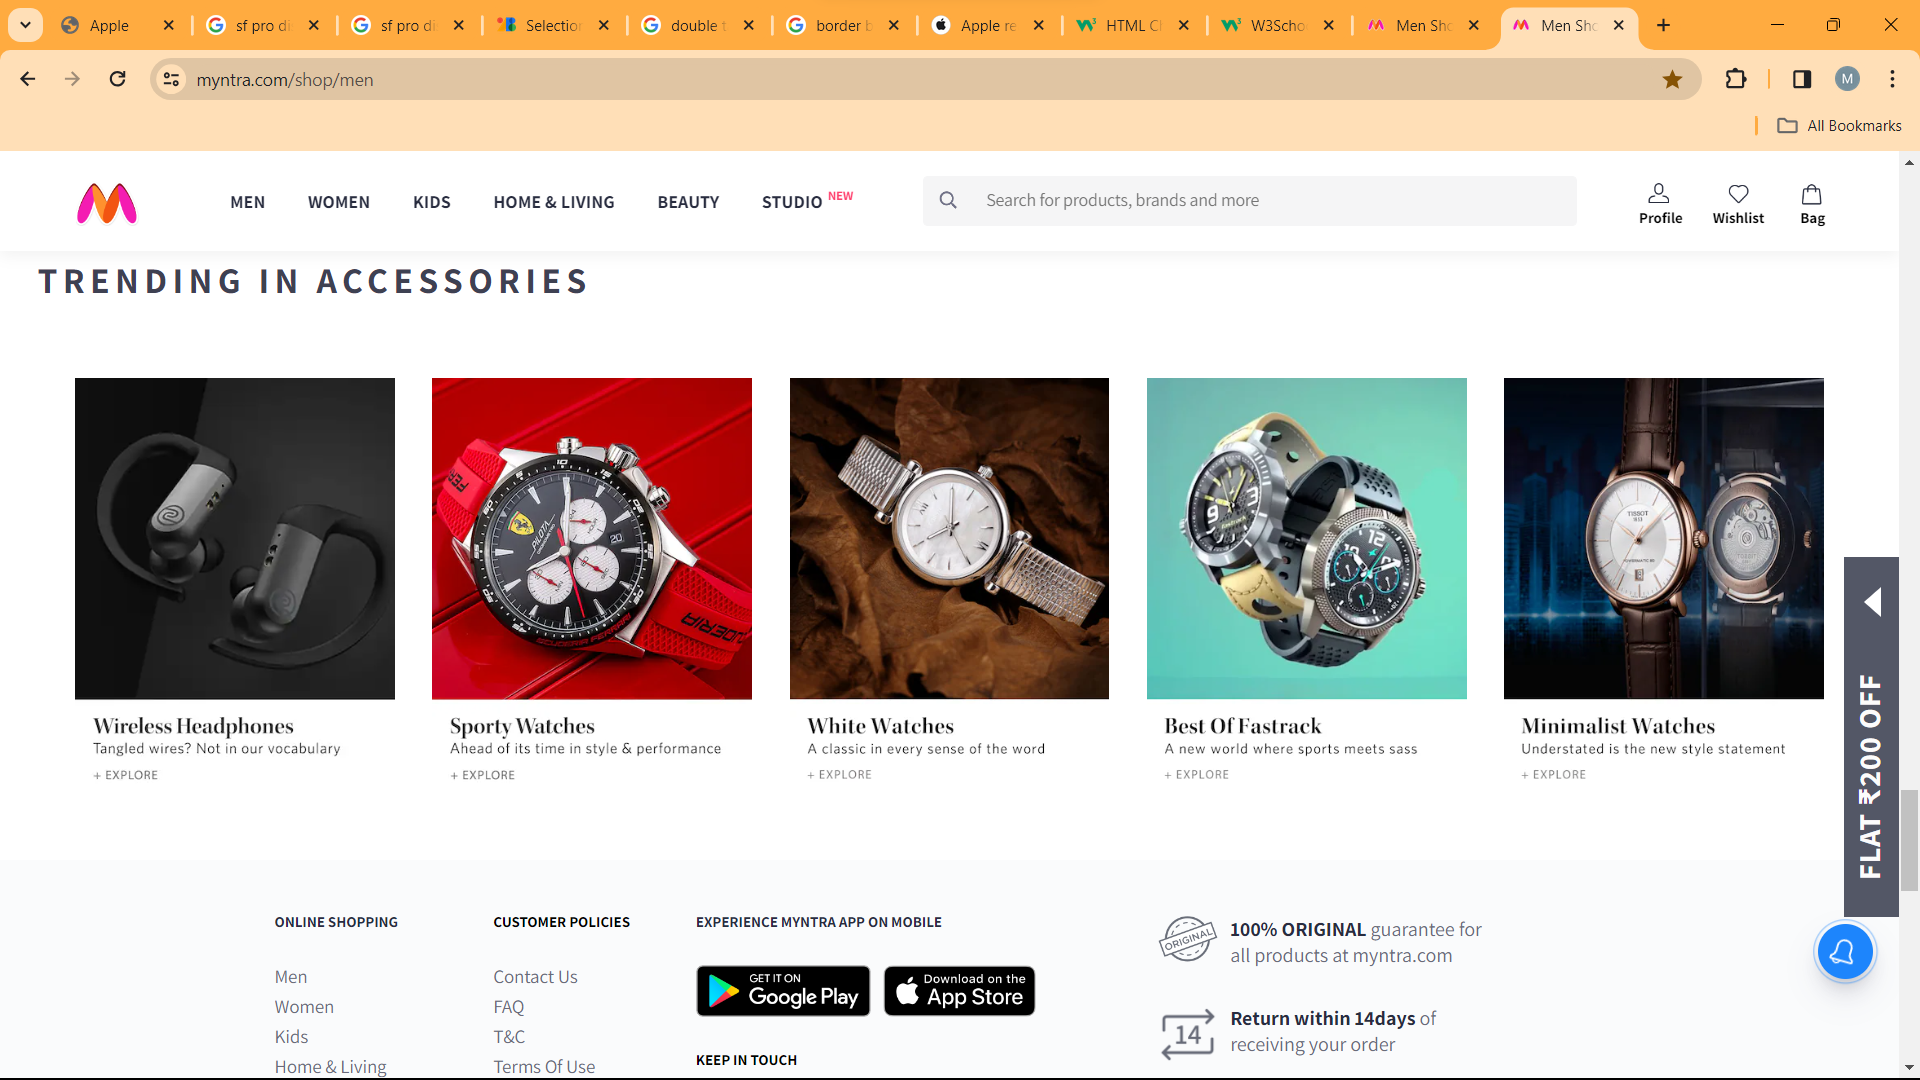 Apple
sf pro di
sf pro di
Selection
double t
border b
Apple re
HTML Cl
W3Scho
Men Sho
Men Sho
myntra.com/shop/men
M
All Bookmarks
MEN
WOMEN
KIDS
HOME & LIVING
BEAUTY
STUDIO NEW
Search for products, brands and more
Profile
Wishlist
Bag
TRENDING IN ACCESSORIES
TISSOT
1853
Wireless Headphones
Tangled wires? Not in our vocabulary
+ EXPLORE
Sporty Watches
Ahead of its time in style & performance
+ EXPLORE
White Watches
A classic in every sense of the word
+ EXPLORE
Best Of Fastrack
A new world where sports meets sass
+ EXPLORE
Minimalist Watches
Understated is the new style statement
+ EXPLORE
FLAT ₹200 OFF
ONLINE SHOPPING
Men
Women
Kids
Home & Living
CUSTOMER POLICIES
Contact Us
FAQ
T&C
Terms Of Use
EXPERIENCE MYNTRA APP ON MOBILE
GET IT ON
Google Play
Download on the
App Store
KEEP IN TOUCH
ORIGINAL
100% ORIGINAL guarantee for
all products at myntra.com
14
Return within 14days of
receiving your order